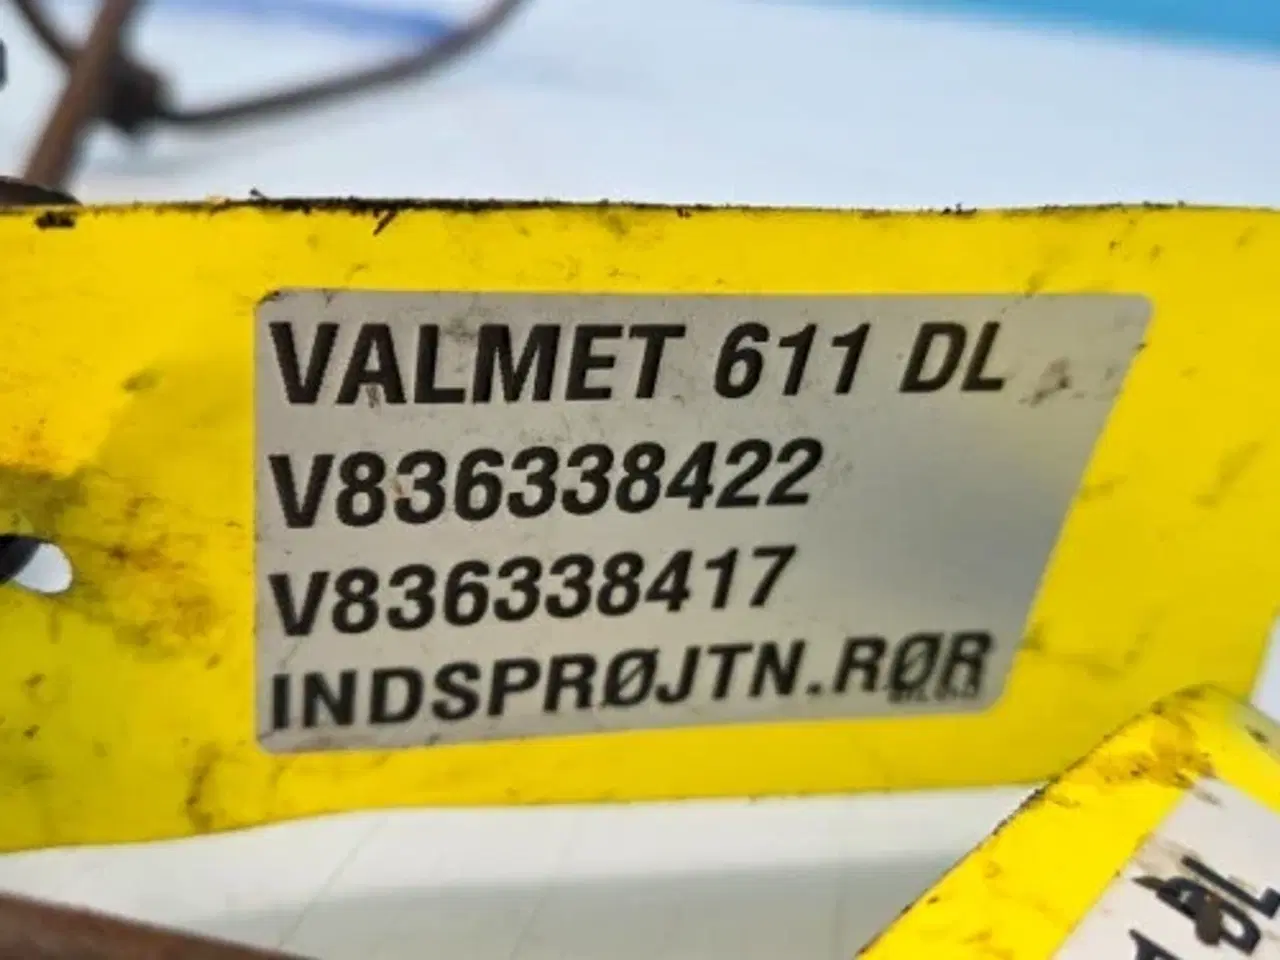 VALMET 611 DL
V836338422
V836338417
INDSPRØJTN.RØR